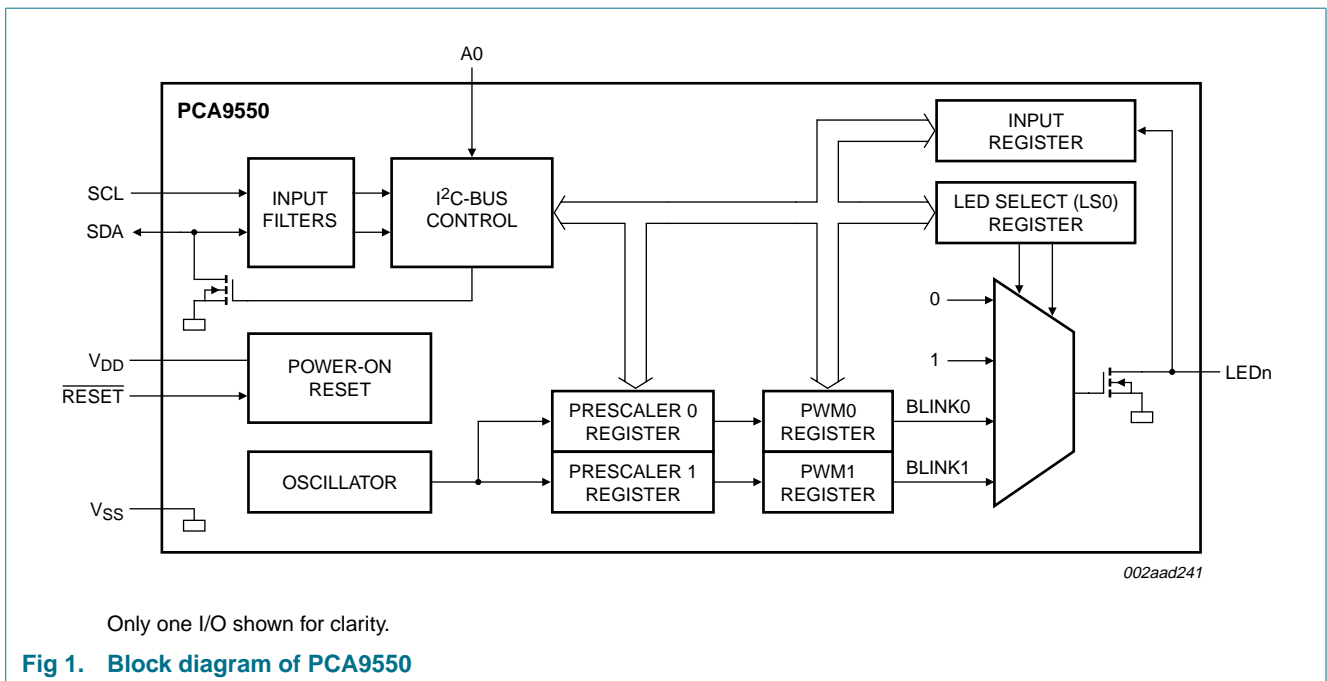 A0
PCA9550
SCL
SDA
INPUT
FILTERS
I²C-BUS
CONTROL
INPUT
REGISTER
LED SELECT (LS0)
REGISTER
0
1
VDD
RESET
POWER-ON
RESET
OSCILLATOR
PRESCALER 0
REGISTER
PRESCALER 1
REGISTER
PWM0
REGISTER
PWM1
REGISTER
BLINK0
BLINK1
LEDn
VSS
002aad241
Only one I/O shown for clarity.
Fig 1. Block diagram of PCA9550